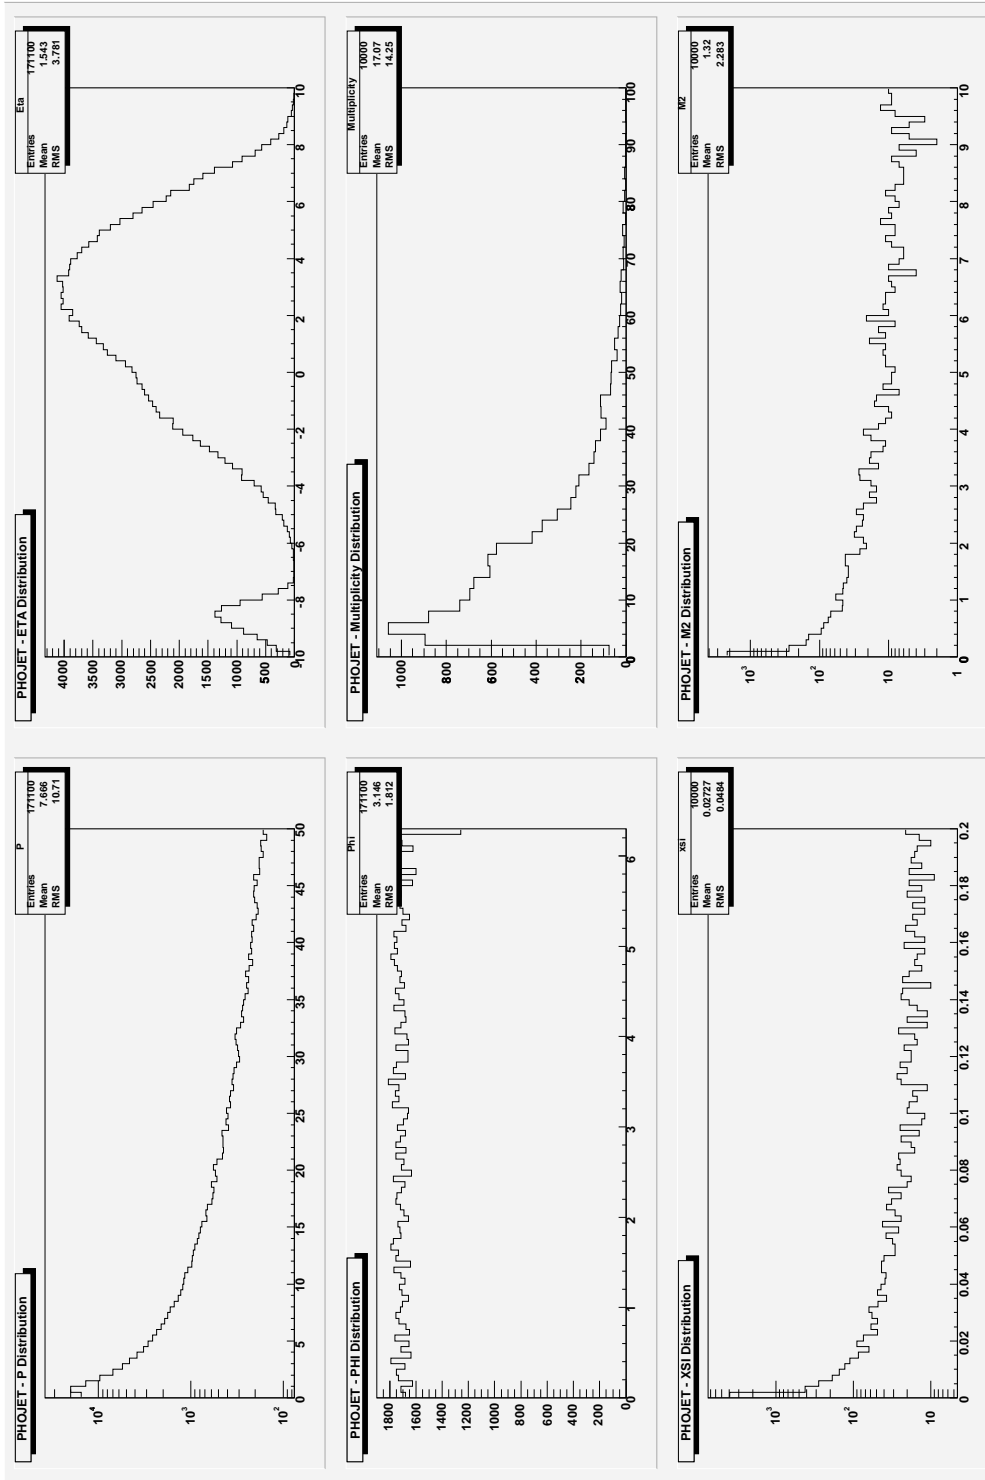 PHOJET - P Distribution
P
Entries 171100
Mean 7.666
RMS 10.71
10^4
10^3
10^2
0 5 10 15 20 25 30 35 40 45 50
PHOJET - ETA Distribution
Eta
Entries 171100
Mean 1.543
RMS 3.781
4000
3500
3000
2500
2000
1500
1000
500
0
-10 -8 -6 -4 -2 0 2 4 6 8 10
PHOJET - PHI Distribution
Phi
Entries 171100
Mean 3.146
RMS 1.812
1800
1600
1400
1200
1000
800
600
400
200
0
0 1 2 3 4 5 6
PHOJET - Multiplicity Distribution
Multiplicity
Entries 10000
Mean 17.07
RMS 14.25
1000
800
600
400
200
0
0 10 20 30 40 50 60 70 80 90 100
PHOJET - XSI Distribution
xsi
Entries 10000
Mean 0.02727
RMS 0.0484
10^3
10^2
10
0 0.02 0.04 0.06 0.08 0.1 0.12 0.14 0.16 0.18 0.2
PHOJET - M2 Distribution
M2
Entries 10000
Mean 1.32
RMS 2.283
10^3
10^2
10
1
0 1 2 3 4 5 6 7 8 9 10